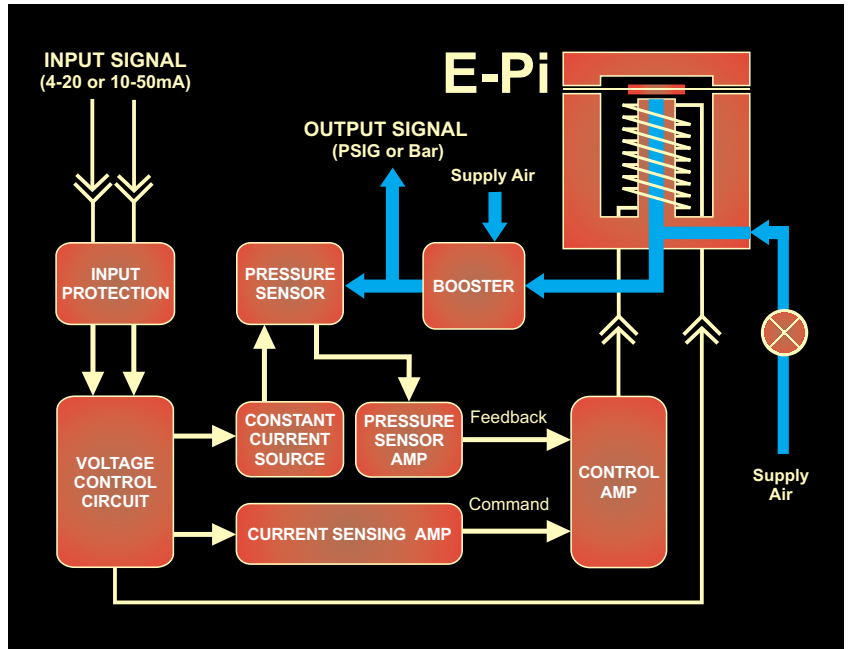 INPUT SIGNAL
(4-20 or 10-50mA)
E-Pi
OUTPUT SIGNAL
(PSIG or Bar)
Supply Air
INPUT
PROTECTION
PRESSURE
SENSOR
BOOSTER
VOLTAGE
CONTROL
CIRCUIT
CONSTANT
CURRENT
SOURCE
PRESSURE
SENSOR
AMP
Feedback
CONTROL
AMP
Supply
Air
CURRENT SENSING AMP
Command